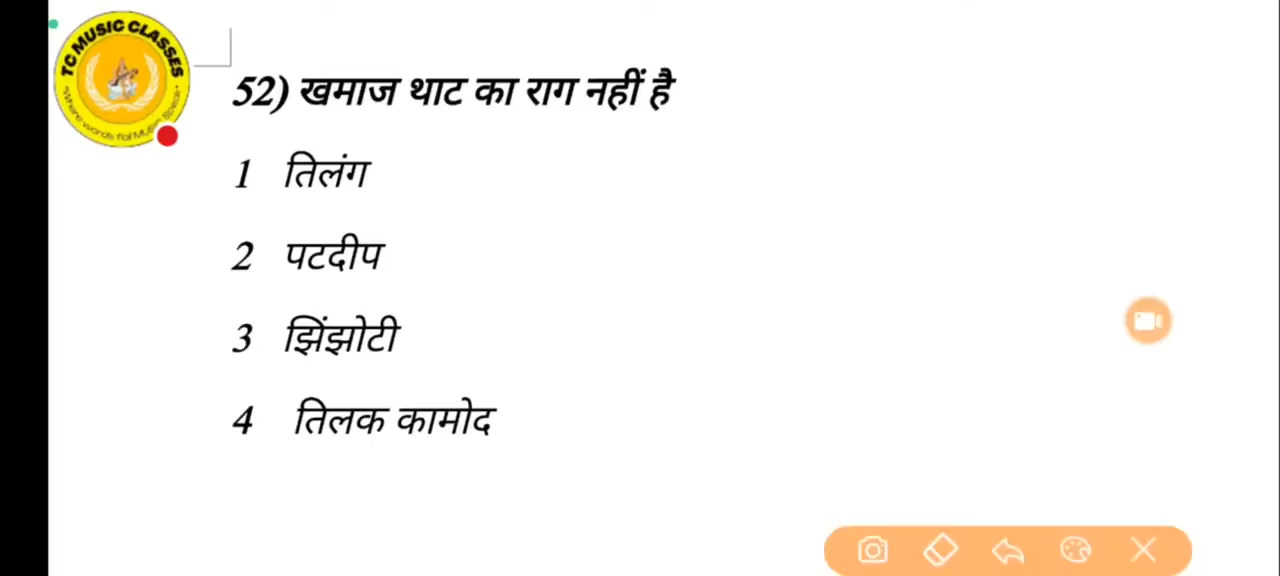 TC MUSIC CLASSES
52) खमाज थाट का राग नहीं है
1 तिलंग
2 पटदीप
3 झिंझोटी
4 तिलक कामोद